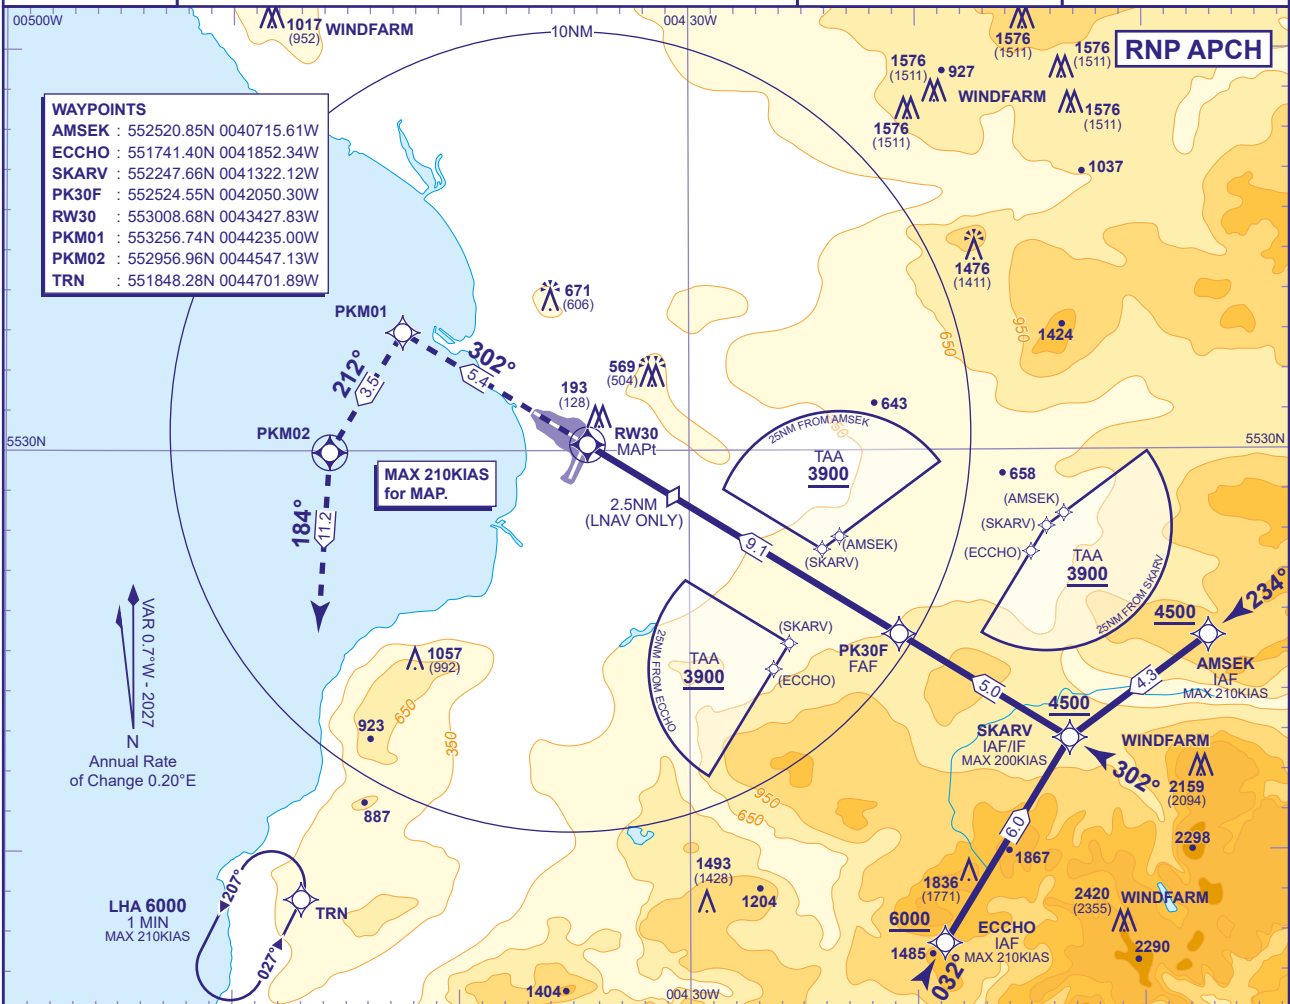 00500W
1017
(952)
WINDFARM
10NM
004 30W
1576
(1511)
1576
(1511)
RNP APCH
1576
(1511)
927
WINDFARM
1576
(1511)
1576
(1511)
1037
WAYPOINTS
AMSEK : 552520.85N 0040715.61W
ECCHO : 551741.40N 0041852.34W
SKARV : 552247.66N 0041322.12W
PK30F : 552524.55N 0042050.30W
RW30 : 553008.68N 0043427.83W
PKM01 : 553256.74N 0044235.00W
PKM02 : 552956.96N 0044547.13W
TRN : 551848.28N 0044701.89W
1476
(1411)
671
(606)
PKM01
950
1424
650
302°
5.4
212°
3.5
569
(504)
193
(128)
643
25NM FROM AMSEK
TAA
3900
PKM02
RW30
MAPt
5530N
5530N
MAX 210KIAS
for MAP.
658
(AMSEK)
(SKARV)
(ECCHO)
TAA
3900
25NM FROM SKARV
2.5NM
(LNAV ONLY)
184°
11.2
9.1
(AMSEK)
(SKARV)
234°
4500
VAR 0.7°W - 2027
N
Annual Rate
of Change 0.20°E
1057
(992)
(SKARV)
TAA
3900
(ECCHO)
25NM FROM ECCHO
PK30F
FAF
AMSEK
IAF
MAX 210KIAS
4.3
5.0
4500
650
923
350
SKARV
IAF/IF
MAX 200KIAS
WINDFARM
302°
2159
(2094)
887
950
650
6.0
2298
1867
1493
(1428)
1204
1836
(1771)
2420
(2355)
WINDFARM
207°
LHA 6000
1 MIN
MAX 210KIAS
TRN
027°
6000
ECCHO
IAF
MAX 210KIAS
1485
032°
2290
1404
004 30W